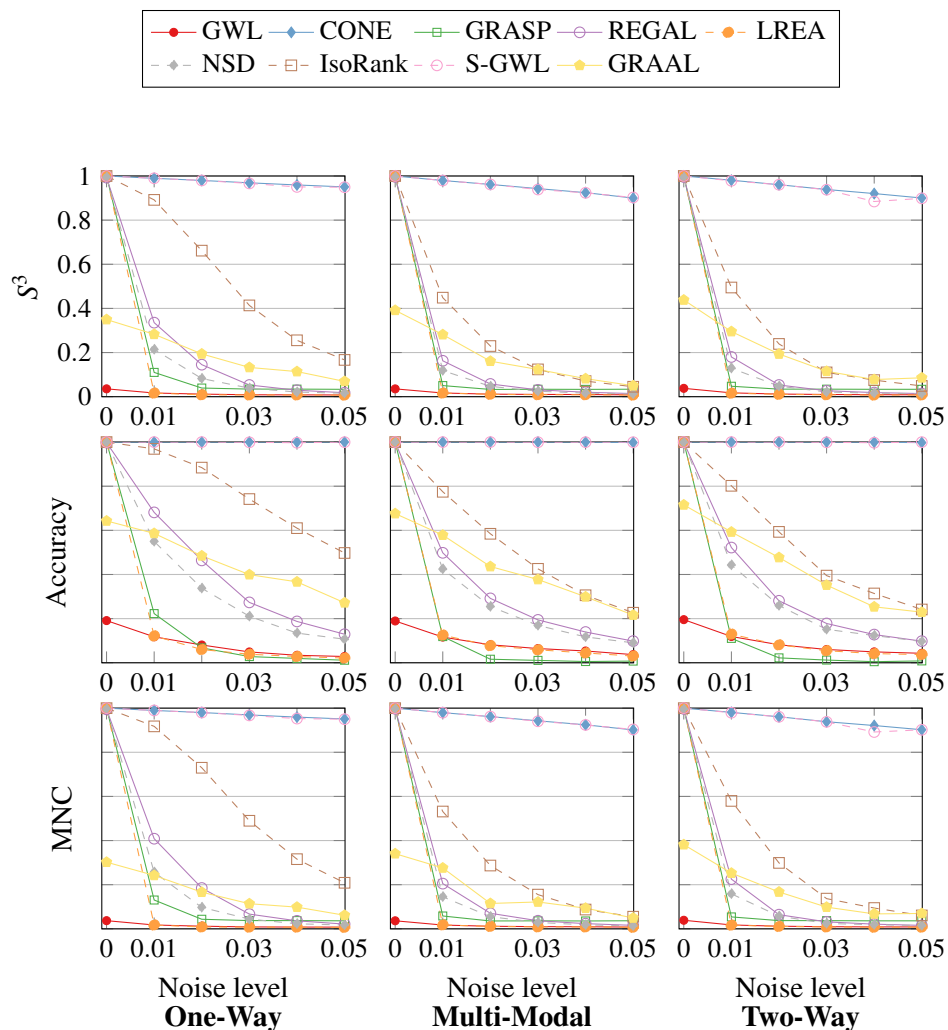 GWL CONE GRASP REGAL LREA
NSD IsoRank S-GWL GRAAL
1
0.8
0.6
0.4
0.2
0
S³
0 0.01 0.03 0.05
0 0.01 0.03 0.05
0 0.01 0.03 0.05
Accuracy
0 0.01 0.03 0.05
0 0.01 0.03 0.05
0 0.01 0.03 0.05
MNC
0 0.01 0.03 0.05
0 0.01 0.03 0.05
0 0.01 0.03 0.05
Noise level Noise level Noise level
One-Way Multi-Modal Two-Way